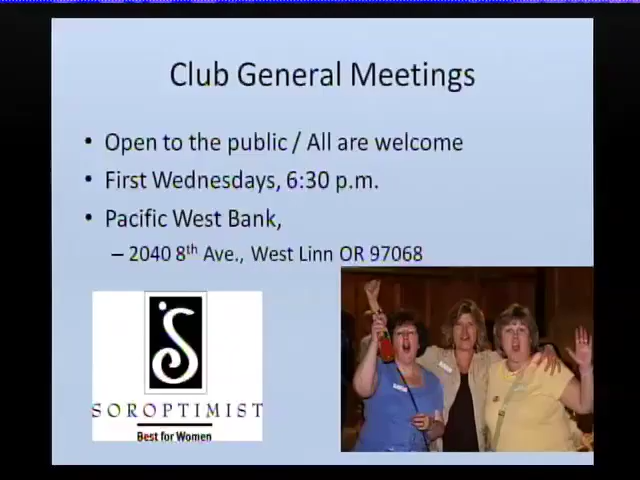 Club General Meetings
• Open to the public / All are welcome
• First Wednesdays, 6:30 p.m.
• Pacific West Bank,
– 2040 8th Ave., West Linn OR 97068
SOROPTIMIST
Best for Women